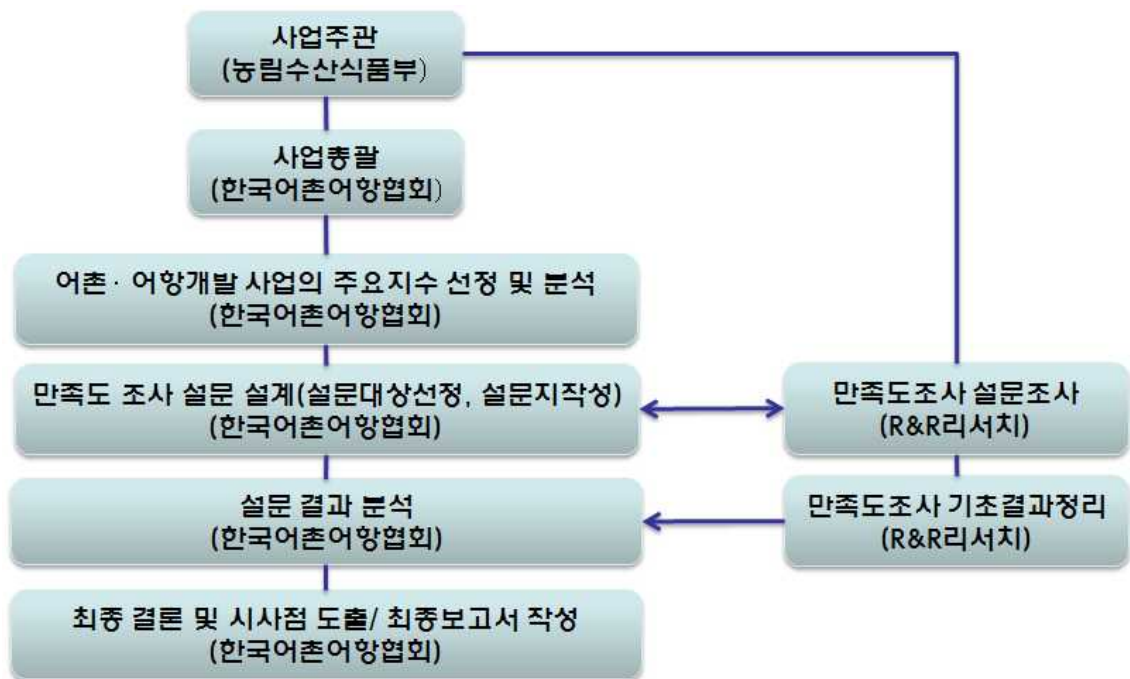 사업주관
(농림수산식품부)
사업총괄
(한국어촌어항협회)
어촌· 어항개발 사업의 주요지수 선정 및 분석
(한국어촌어항협회)
만족도 조사 설문 설계(설문대상선정, 설문지작성)
(한국어촌어항협회)
만족도조사 설문조사
(R&R리서치)
설문 결과 분석
(한국어촌어항협회)
만족도조사 기초결과정리
(R&R리서치)
최종 결론 및 시사점 도출/ 최종보고서 작성
(한국어촌어항협회)